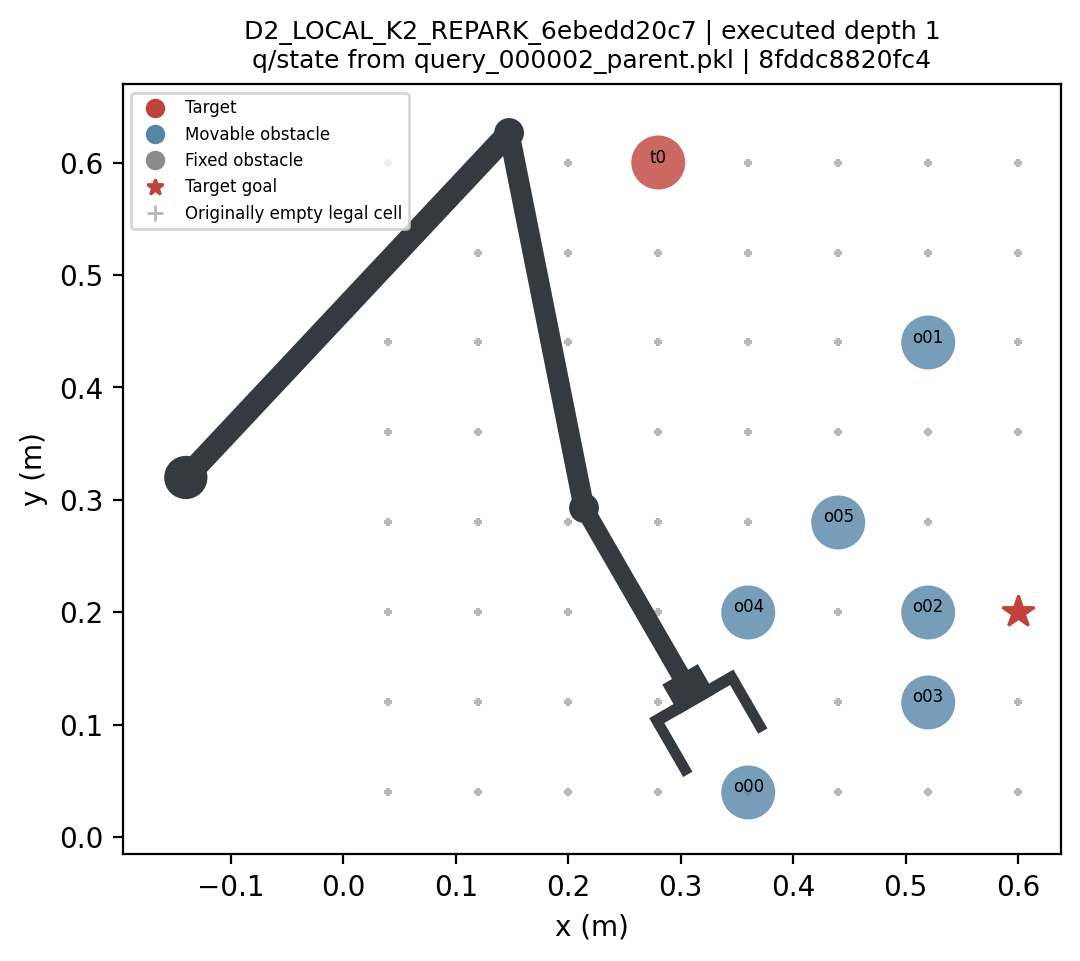 D2_LOCAL_K2_REPARK_6ebedd20c7 | executed depth 1
q/state from query_000002_parent.pkl | 8fddc8820fc4
Target
Movable obstacle
Fixed obstacle
Target goal
Originally empty legal cell
t0
o01
o05
o04
o02
o03
o00
0.6
0.5
0.4
0.3
0.2
0.1
0.0
y (m)
−0.1
0.0
0.1
0.2
0.3
0.4
0.5
0.6
x (m)